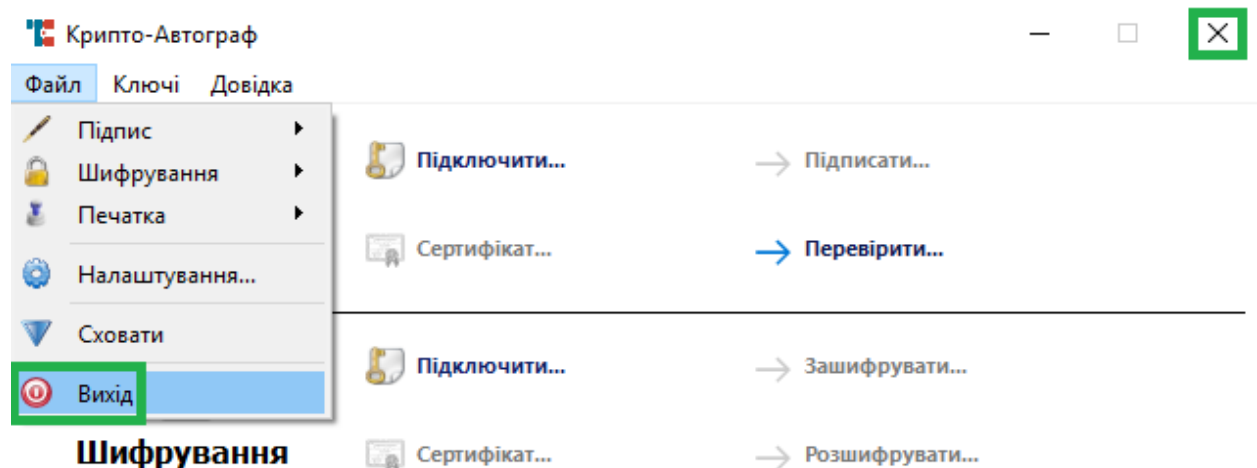 Крипто-Автограф
Файл Ключі Довідка
Підпис
Шифрування
Печатка
Налаштування...
Сховати
Вихід
Підключити... Підписати...
Сертифікат... Перевірити...
Підключити... Зашифрувати...
Шифрування Сертифікат... Розшифрувати...